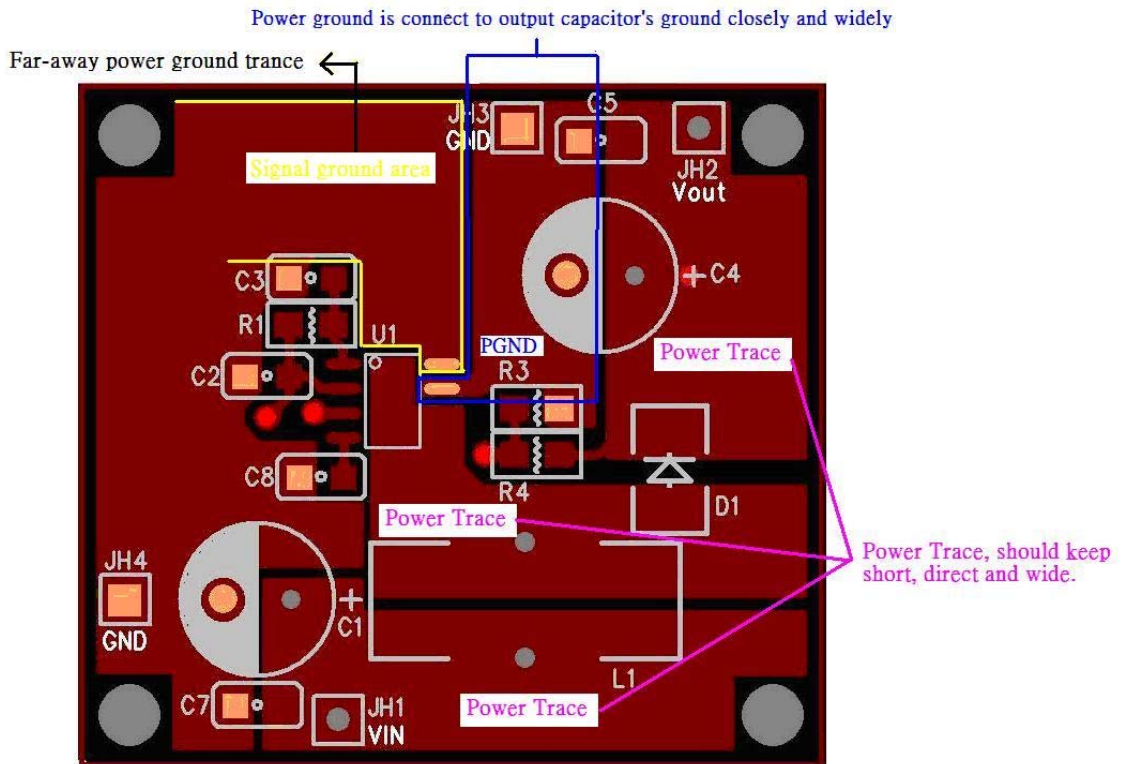 Power ground is connect to output capacitor's ground closely and widely
Far-away power ground trance
JH3
GND
C5
JH2
Vout
Signal ground area
C3
C4
R1
U1
PGND
Power Trace
C2
R3
C8
R4
D1
Power Trace
Power Trace, should keep
short, direct and wide.
JH4
GND
C1
L1
C7
JH1
VIN
Power Trace